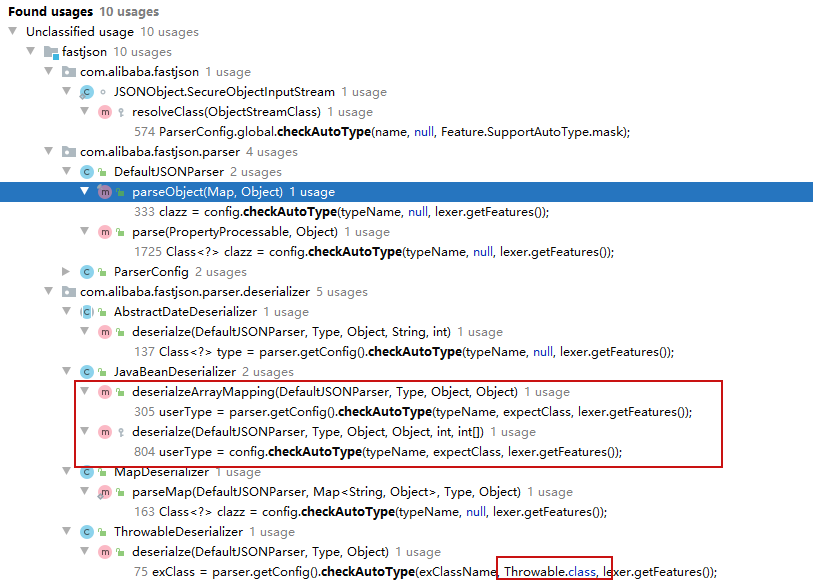 Found usages 10 usages
Unclassified usage 10 usages
fastjson 10 usages
com.alibaba.fastjson 1 usage
JSONObject.SecureObjectInputStream 1 usage
resolveClass(ObjectStreamClass) 1 usage
574 ParserConfig.global.checkAutoType(name, null, Feature.SupportAutoType.mask);
com.alibaba.fastjson.parser 4 usages
DefaultJSONParser 2 usages
parseObject(Map, Object) 1 usage
333 clazz = config.checkAutoType(typeName, null, lexer.getFeatures());
parse(PropertyProcessable, Object) 1 usage
1725 Class<?> clazz = config.checkAutoType(typeName, null, lexer.getFeatures());
ParserConfig 2 usages
com.alibaba.fastjson.parser.deserializer 5 usages
AbstractDateDeserializer 1 usage
deserialze(DefaultJSONParser, Type, Object, String, int) 1 usage
137 Class<?> type = parser.getConfig().checkAutoType(typeName, null, lexer.getFeatures());
JavaBeanDeserializer 2 usages
deserialzeArrayMapping(DefaultJSONParser, Type, Object, Object) 1 usage
305 userType = parser.getConfig().checkAutoType(typeName, expectClass, lexer.getFeatures());
deserialze(DefaultJSONParser, Type, Object, Object, int, int[]) 1 usage
804 userType = config.checkAutoType(typeName, expectClass, lexer.getFeatures());
MapDeserializer 1 usage
parseMap(DefaultJSONParser, Map<String, Object>, Type, Object) 1 usage
163 Class<?> clazz = config.checkAutoType(typeName, null, lexer.getFeatures());
ThrowableDeserializer 1 usage
deserialze(DefaultJSONParser, Type, Object) 1 usage
75 exClass = parser.getConfig().checkAutoType(exClassName, Throwable.class, lexer.getFeatures());